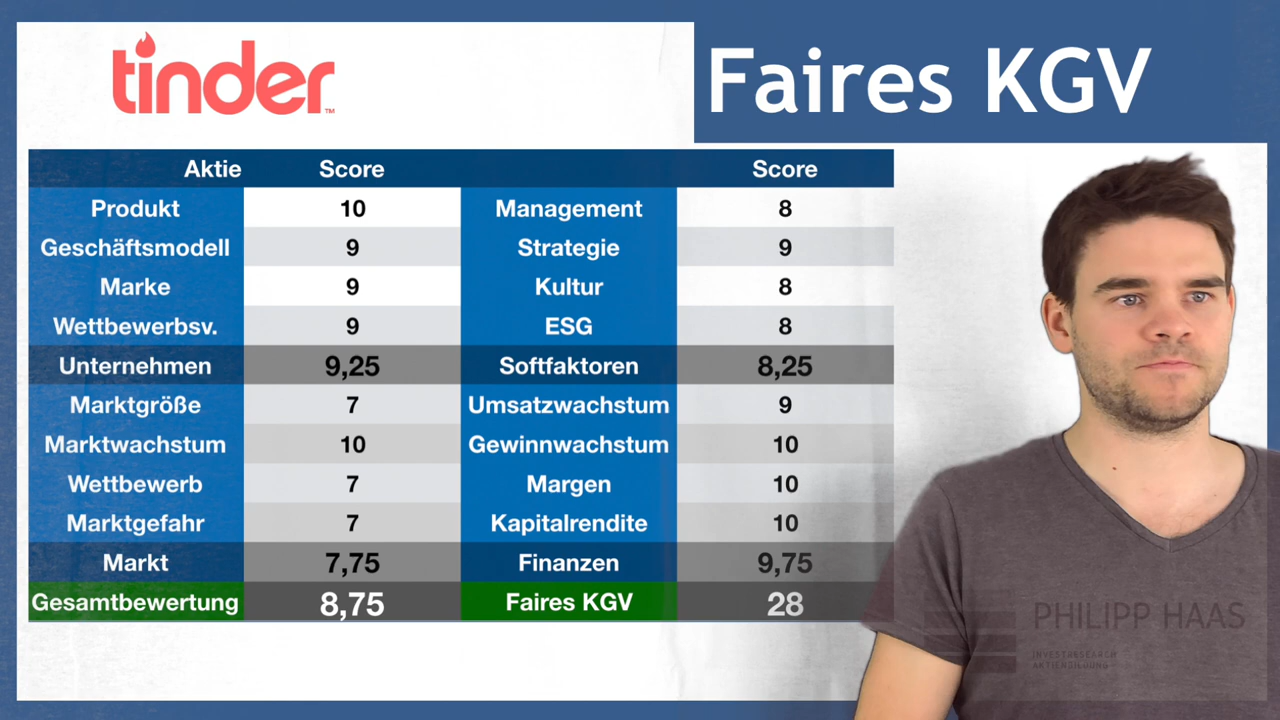 tinder™
Faires KGV
Aktie Score Score
Produkt 10 Management 8
Geschäftsmodell 9 Strategie 9
Marke 9 Kultur 8
Wettbewerbsv. 9 ESG 8
Unternehmen 9,25 Softfaktoren 8,25
Marktgröße 7 Umsatzwachstum 9
Marktwachstum 10 Gewinnwachstum 10
Wettbewerb 7 Margen 10
Marktgefahr 7 Kapitalrendite 10
Markt 7,75 Finanzen 9,75
Gesamtbewertung 8,75 Faires KGV 28
PHILIPP HAAS
INVESTRESEARCH
AKTIENBILDUNG